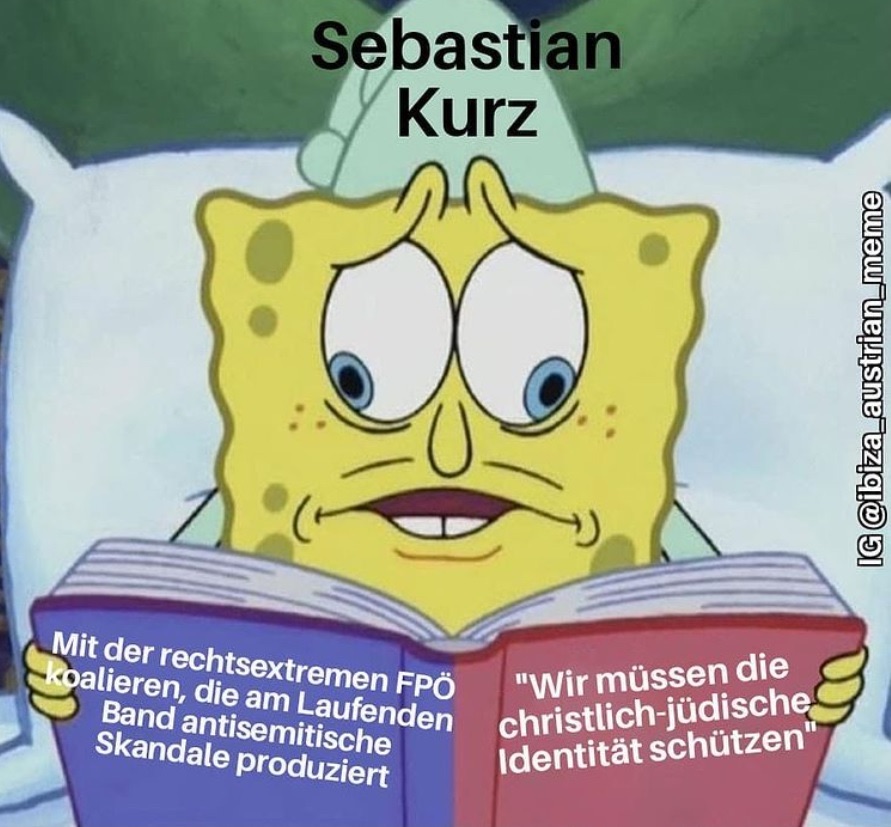 Sebastian
Kurz
Mit der rechtsextremen FPÖ
koalieren, die am Laufenden
Band antisemitische
Skandale produziert
"Wir müssen die
christlich-jüdische
Identität schützen"
IG @ibiza_austrian_meme